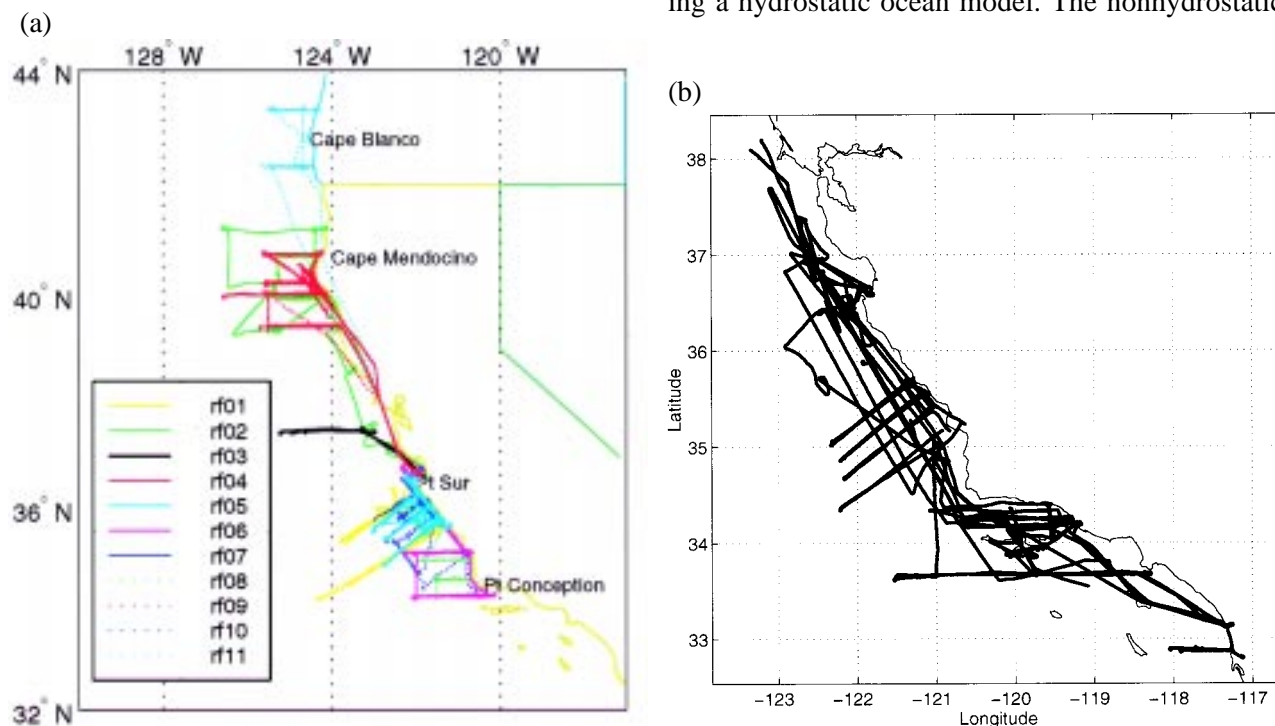 ing a hydrostatic ocean model. The nonhydrostatic
(a)
128° W 124° W 120° W
44° N
Cape Blanco
Cape Mendocino
40° N
rf01
rf02
rf03
rf04
rf05
rf06
rf07
rf08
rf09
rf10
rf11
Pt Sur
36° N
Pt Conception
32° N
(b)
38
37
36
35
34
33
Latitude
−123 −122 −121 −120 −119 −118 −117
Longitude